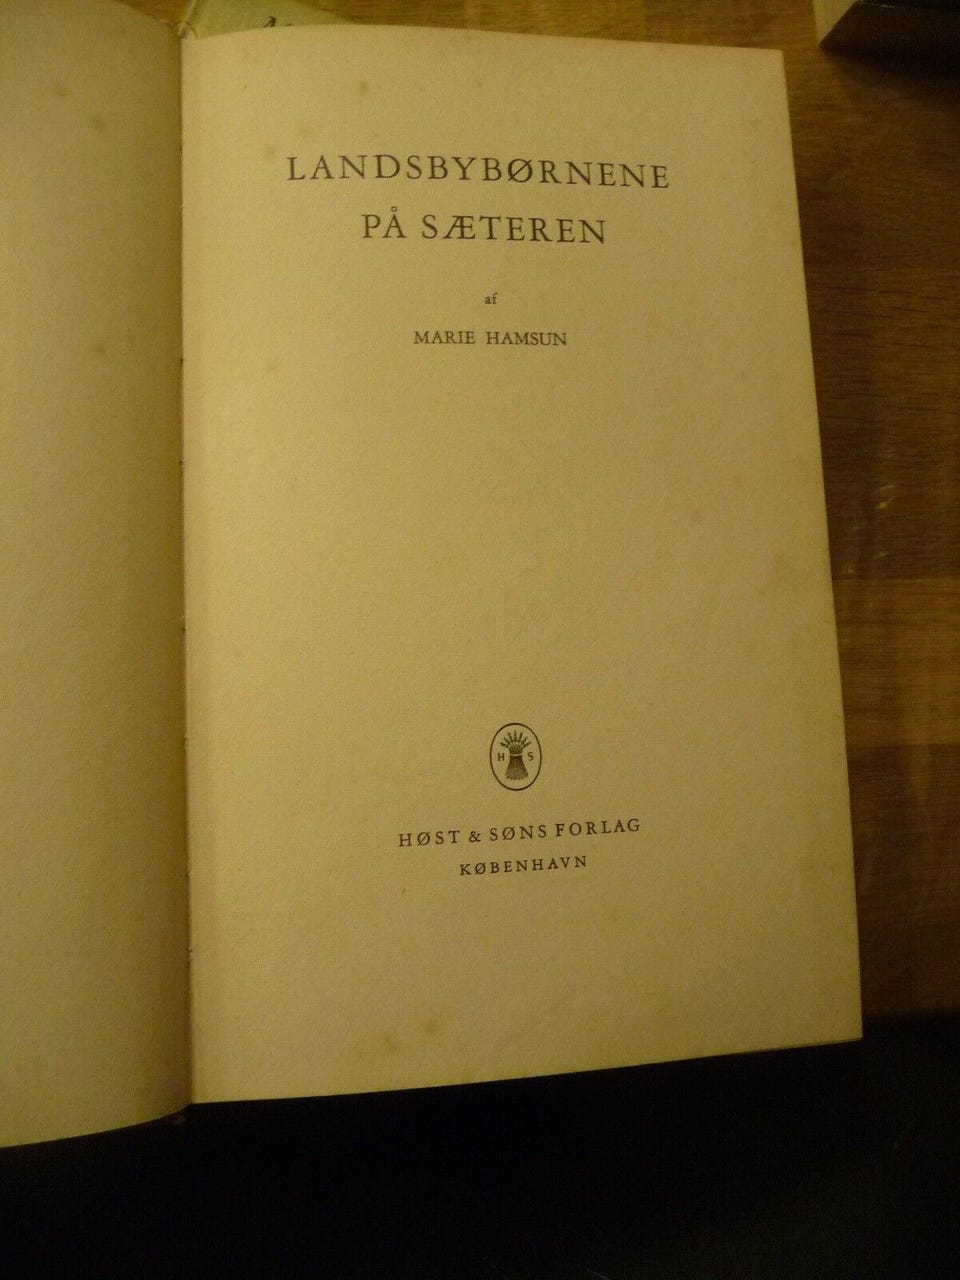 LANDSBYBØRNENE
PÅ SÆTEREN
af
MARIE HAMSUN
H S
HØST & SØNS FORLAG
KØBENHAVN